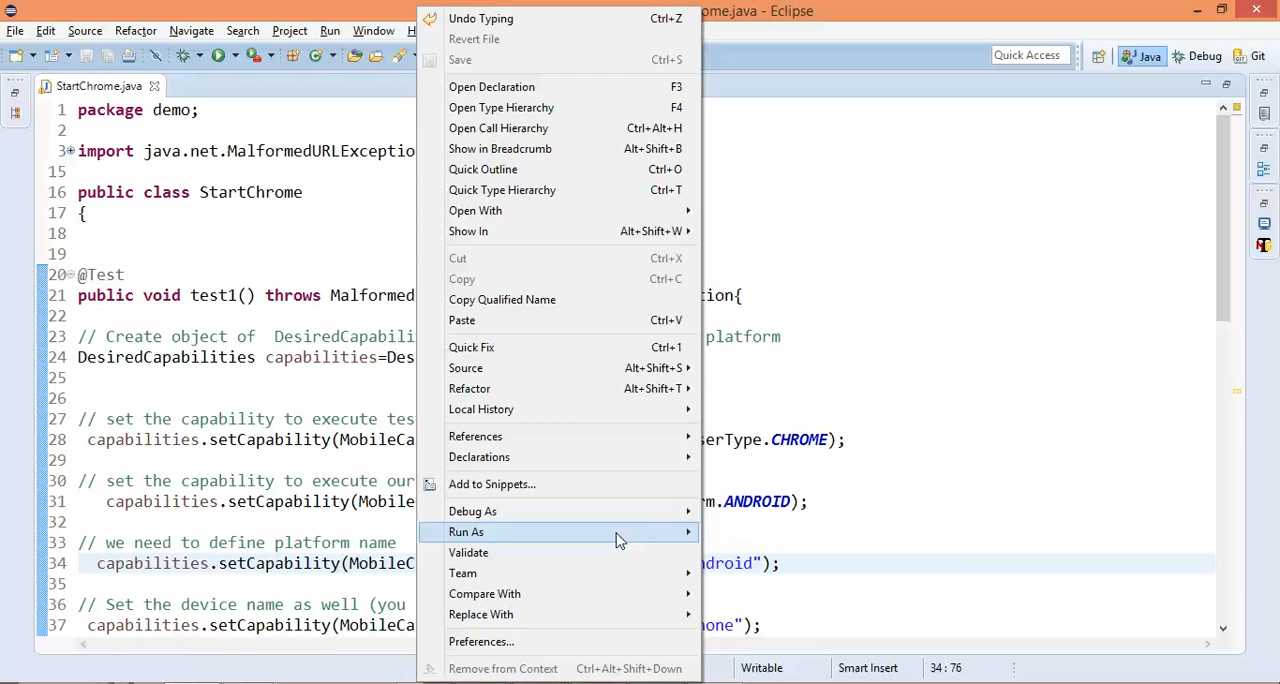 ome.java - Eclipse
File Edit Source Refactor Navigate Search Project Run Window H
Quick Access Java Debug Git
StartChrome.java
1 package demo;
2
3 import java.net.MalformedURLExceptio
15
16 public class StartChrome
17 {
18
19
20 @Test
21 public void test1() throws Malformed tion{
22
23 // Create object of  DesiredCapabili platform
24 DesiredCapabilities capabilities=Des
25
26
27 // set the capability to execute tes
28 capabilities.setCapability(MobileCa serType.CHROME);
29
30 // set the capability to execute our
31 capabilities.setCapability(Mobile rm.ANDROID);
32
33 // we need to define platform name
34 capabilities.setCapability(MobileC ndroid");
35
36 // Set the device name as well (you
37 capabilities.setCapability(MobileCa one");
Undo Typing Ctrl+Z
Revert File
Save Ctrl+S
Open Declaration F3
Open Type Hierarchy F4
Open Call Hierarchy Ctrl+Alt+H
Show in Breadcrumb Alt+Shift+B
Quick Outline Ctrl+O
Quick Type Hierarchy Ctrl+T
Open With
Show In Alt+Shift+W
Cut Ctrl+X
Copy Ctrl+C
Copy Qualified Name
Paste Ctrl+V
Quick Fix Ctrl+1
Source Alt+Shift+S
Refactor Alt+Shift+T
Local History
References
Declarations
Add to Snippets...
Debug As
Run As
Validate
Team
Compare With
Replace With
Preferences...
Remove from Context Ctrl+Alt+Shift+Down
Writable Smart Insert 34 : 76